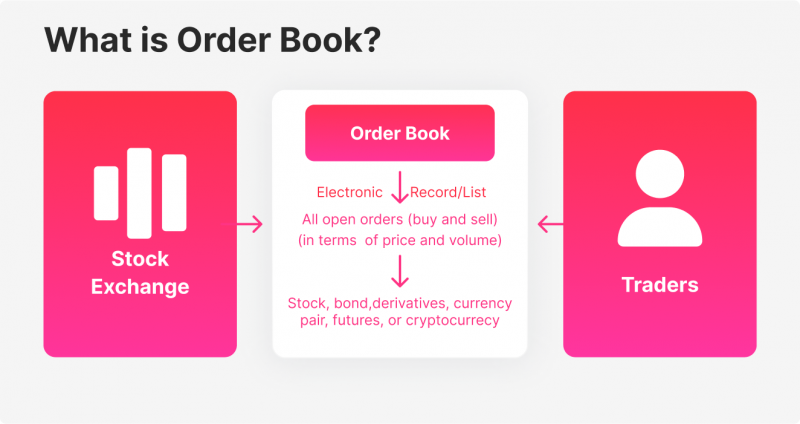 What is Order Book?
Stock
Exchange
Order Book
Electronic Record/List
All open orders (buy and sell)
(in terms of price and volume)
Stock, bond,derivatives, currency
pair, futures, or cryptocurrecy
Traders